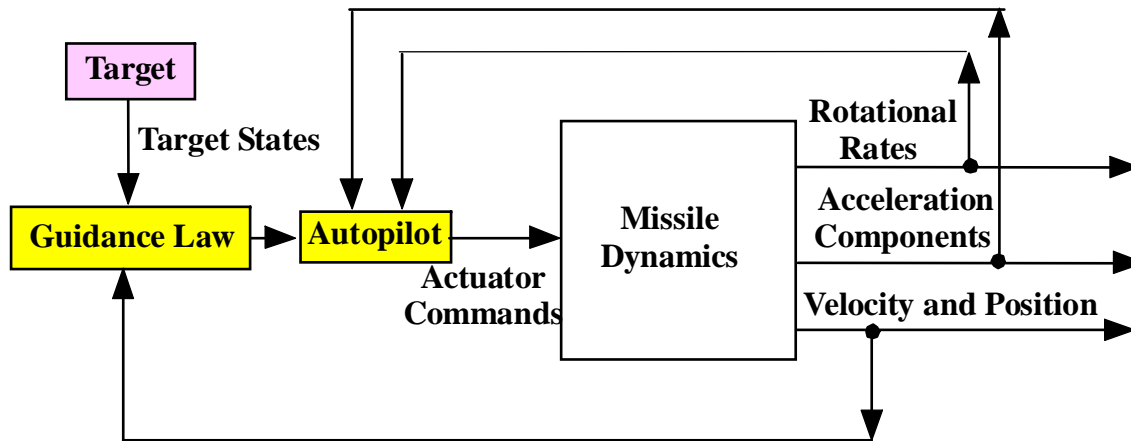 Target
Target States
Guidance Law
Autopilot
Actuator
Commands
Missile
Dynamics
Rotational
Rates
Acceleration
Components
Velocity and Position